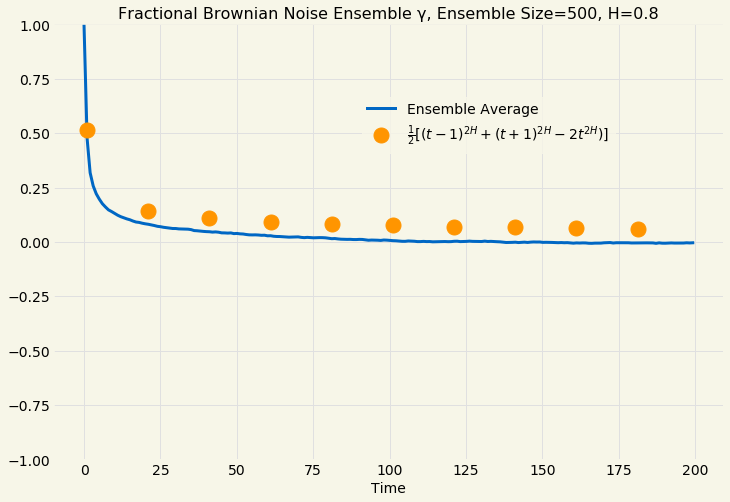 Fractional Brownian Noise Ensemble γ, Ensemble Size=500, H=0.8
1.00
0.75
0.50
0.25
0.00
−0.25
−0.50
−0.75
−1.00
Ensemble Average
½[(t − 1)²ᴴ + (t + 1)²ᴴ − 2t²ᴴ)]
0 25 50 75 100 125 150 175 200
Time